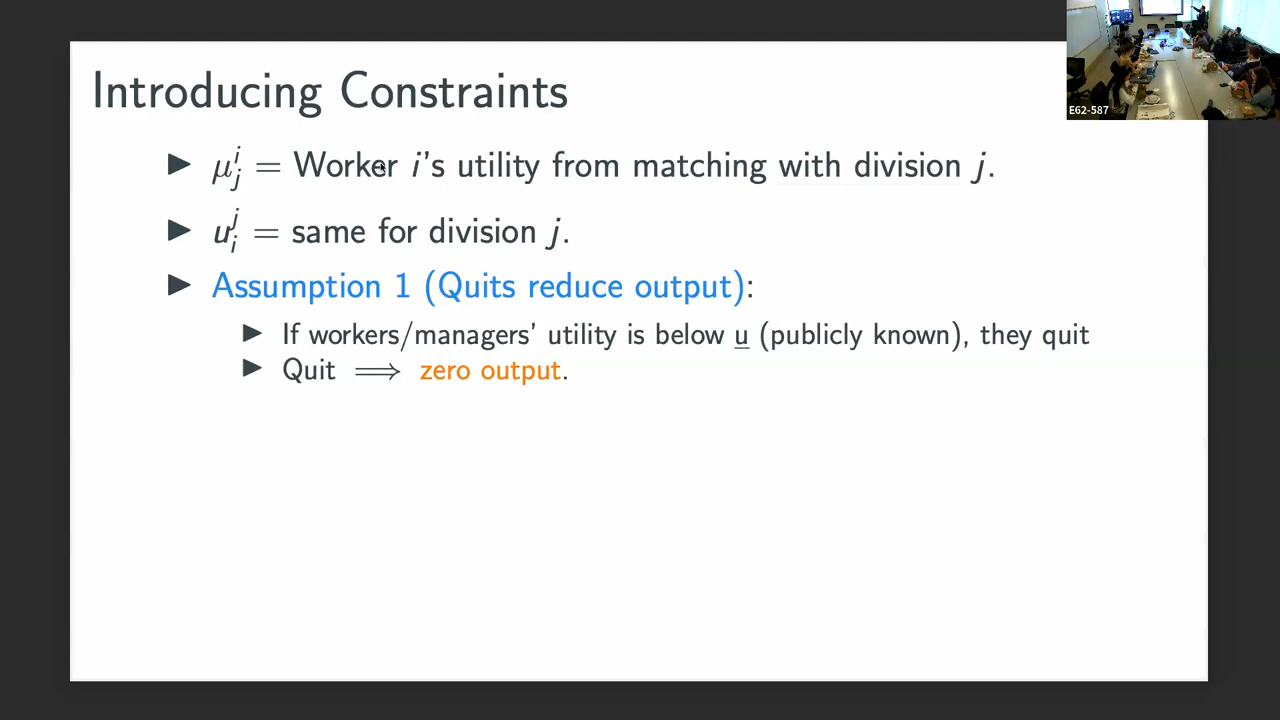 Introducing Constraints
▶ μ^i_j = Worker i's utility from matching with division j.
▶ u^j_i = same for division j.
▶ Assumption 1 (Quits reduce output):
▶ If workers/managers' utility is below u̲ (publicly known), they quit
▶ Quit ⟹ zero output.
E62-587